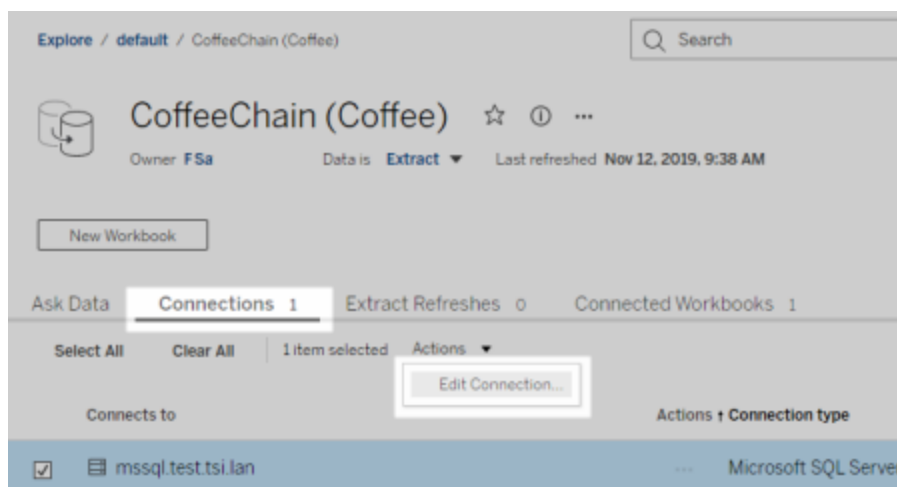 Explore / default / CoffeeChain (Coffee)
Search
CoffeeChain (Coffee)
Owner FSa Data is Extract Last refreshed Nov 12, 2019, 9:38 AM
New Workbook
Ask Data Connections 1 Extract Refreshes 0 Connected Workbooks 1
Select All Clear All 1 item selected Actions
Edit Connection...
Connects to Actions ↑ Connection type
mssql.test.tsi.lan ... Microsoft SQL Server